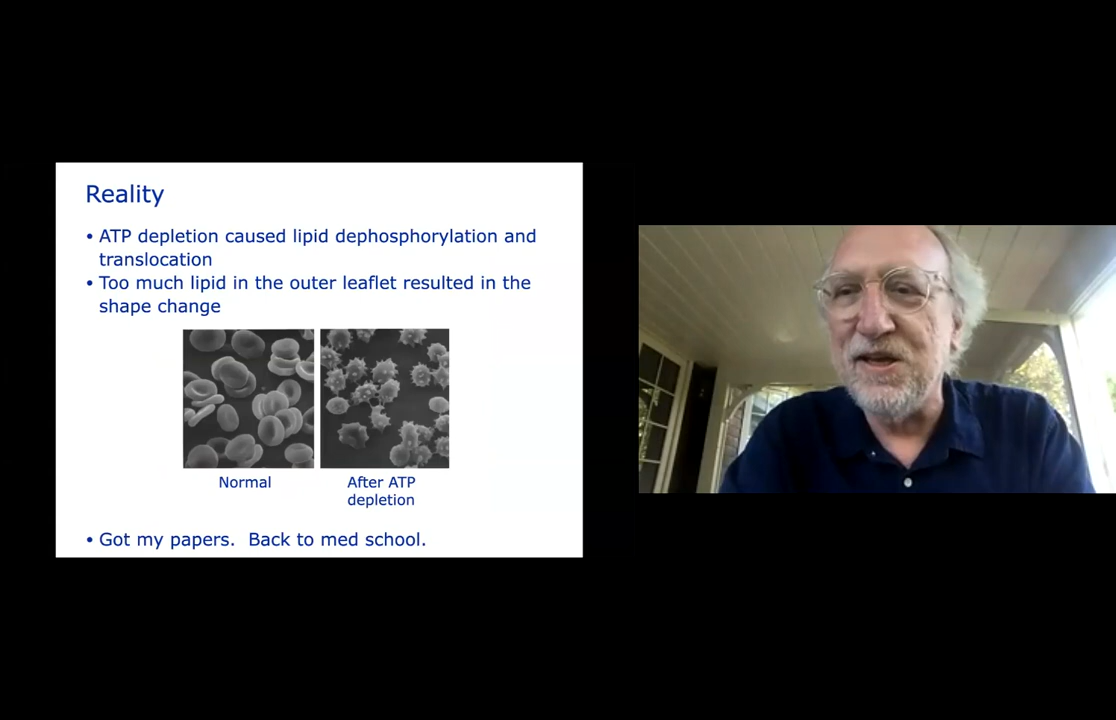 Reality
• ATP depletion caused lipid dephosphorylation and
translocation
• Too much lipid in the outer leaflet resulted in the
shape change
Normal
After ATP
depletion
• Got my papers.  Back to med school.